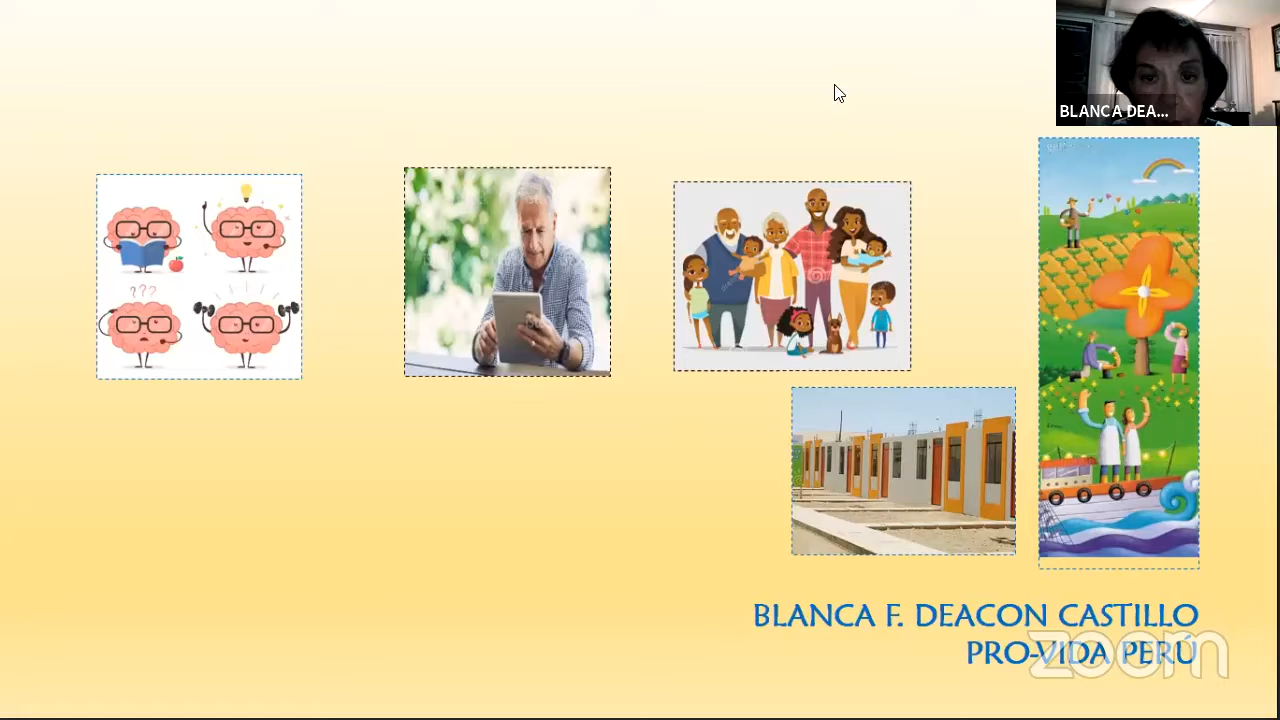 BLANCA DEA...
???
BLANCA F. DEACON CASTILLO
PRO-VIDA PERÚ
zoom